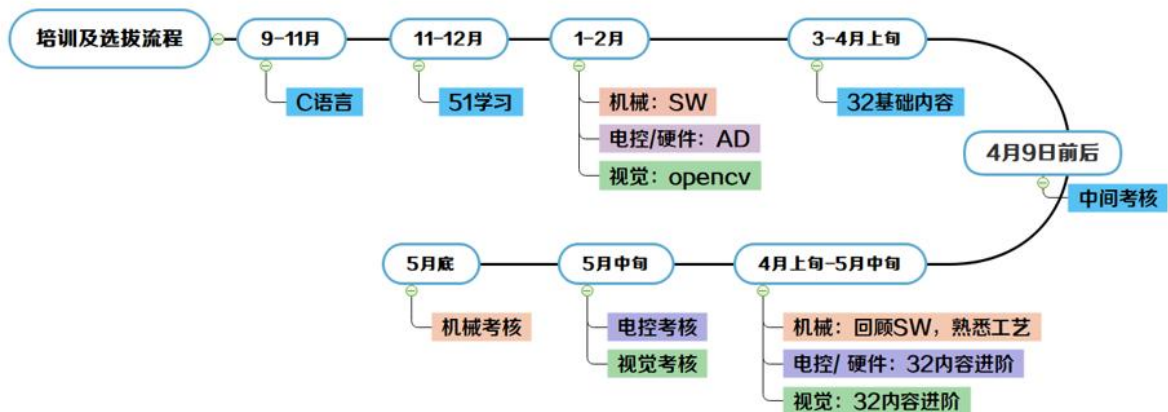 培训及选拔流程
9-11月
C语言
11-12月
51学习
1-2月
机械：SW
电控/硬件：AD
视觉：opencv
3-4月上旬
32基础内容
4月9日前后
中间考核
4月上旬-5月中旬
机械：回顾SW，熟悉工艺
电控/ 硬件：32内容进阶
视觉：32内容进阶
5月中旬
电控考核
视觉考核
5月底
机械考核